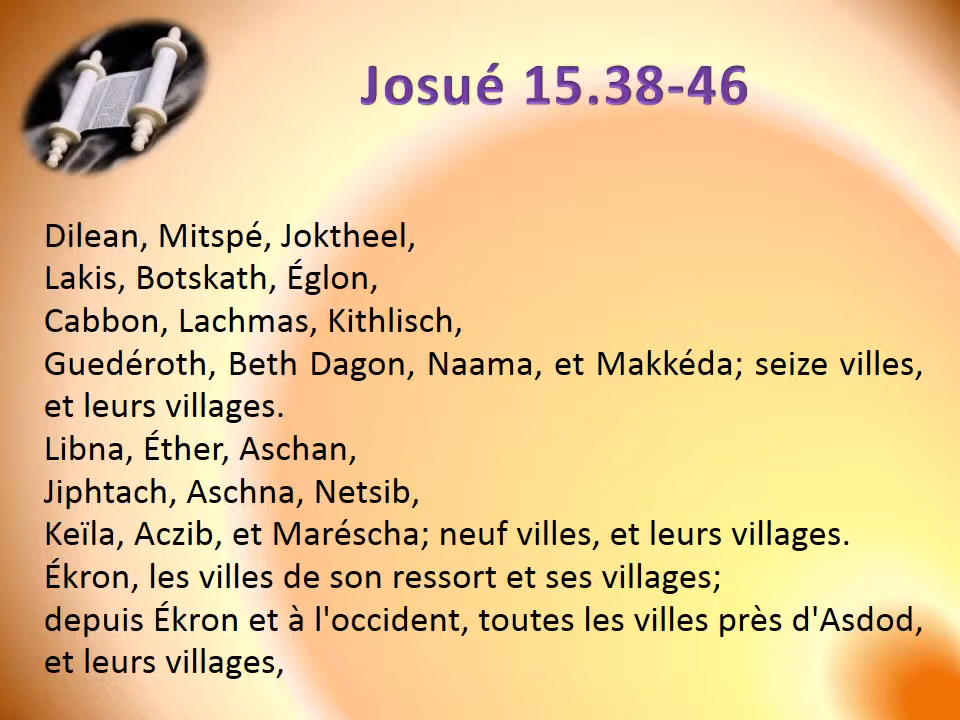 Josué 15.38-46
Dilean, Mitspé, Joktheel,
Lakis, Botskath, Églon,
Cabbon, Lachmas, Kithlisch,
Guedéroth, Beth Dagon, Naama, et Makkéda; seize villes,
et leurs villages.
Libna, Éther, Aschan,
Jiphtach, Aschna, Netsib,
Keïla, Aczib, et Maréscha; neuf villes, et leurs villages.
Ékron, les villes de son ressort et ses villages;
depuis Ékron et à l'occident, toutes les villes près d'Asdod,
et leurs villages,